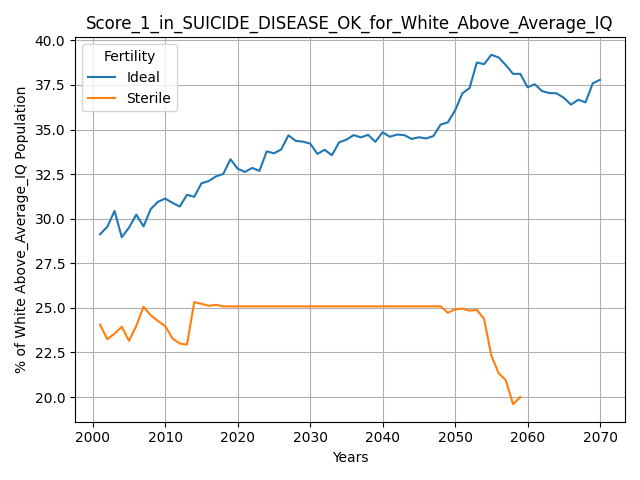 Score_1_in_SUICIDE_DISEASE_OK_for_White_Above_Average_IQ
% of White Above_Average_IQ Population
40.0
37.5
35.0
32.5
30.0
27.5
25.0
22.5
20.0
Fertility
Ideal
Sterile
2000 2010 2020 2030 2040 2050 2060 2070
Years